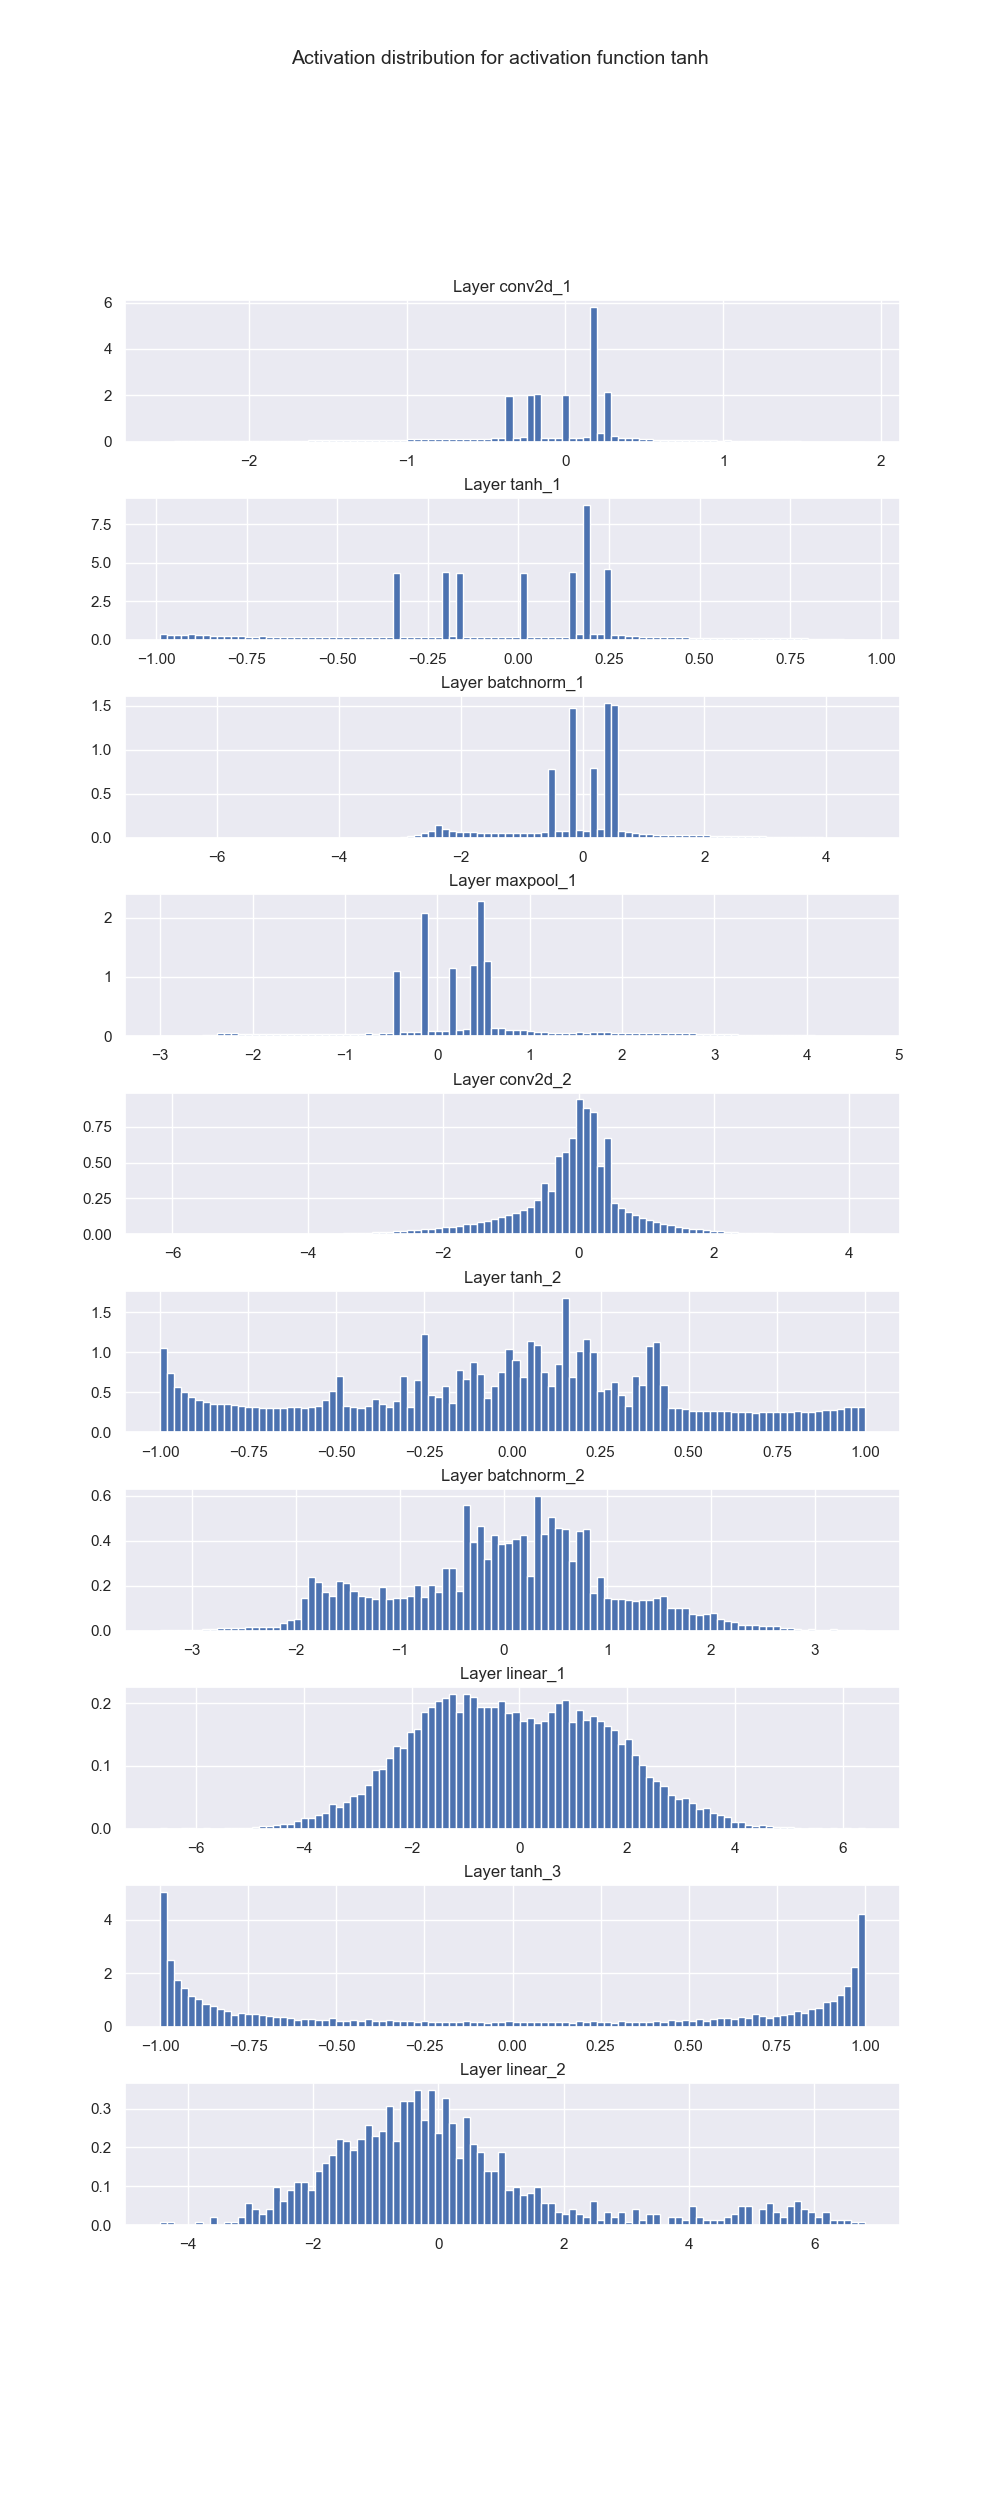 Activation distribution for activation function tanh
Layer conv2d_1
6
4
2
0
−2 −1 0 1 2
Layer tanh_1
7.5
5.0
2.5
0.0
−1.00 −0.75 −0.50 −0.25 0.00 0.25 0.50 0.75 1.00
Layer batchnorm_1
1.5
1.0
0.5
0.0
−6 −4 −2 0 2 4
Layer maxpool_1
2
1
0
−3 −2 −1 0 1 2 3 4 5
Layer conv2d_2
0.75
0.50
0.25
0.00
−6 −4 −2 0 2 4
Layer tanh_2
1.5
1.0
0.5
0.0
−1.00 −0.75 −0.50 −0.25 0.00 0.25 0.50 0.75 1.00
Layer batchnorm_2
0.6
0.4
0.2
0.0
−3 −2 −1 0 1 2 3
Layer linear_1
0.2
0.1
0.0
−6 −4 −2 0 2 4 6
Layer tanh_3
4
2
0
−1.00 −0.75 −0.50 −0.25 0.00 0.25 0.50 0.75 1.00
Layer linear_2
0.3
0.2
0.1
0.0
−4 −2 0 2 4 6